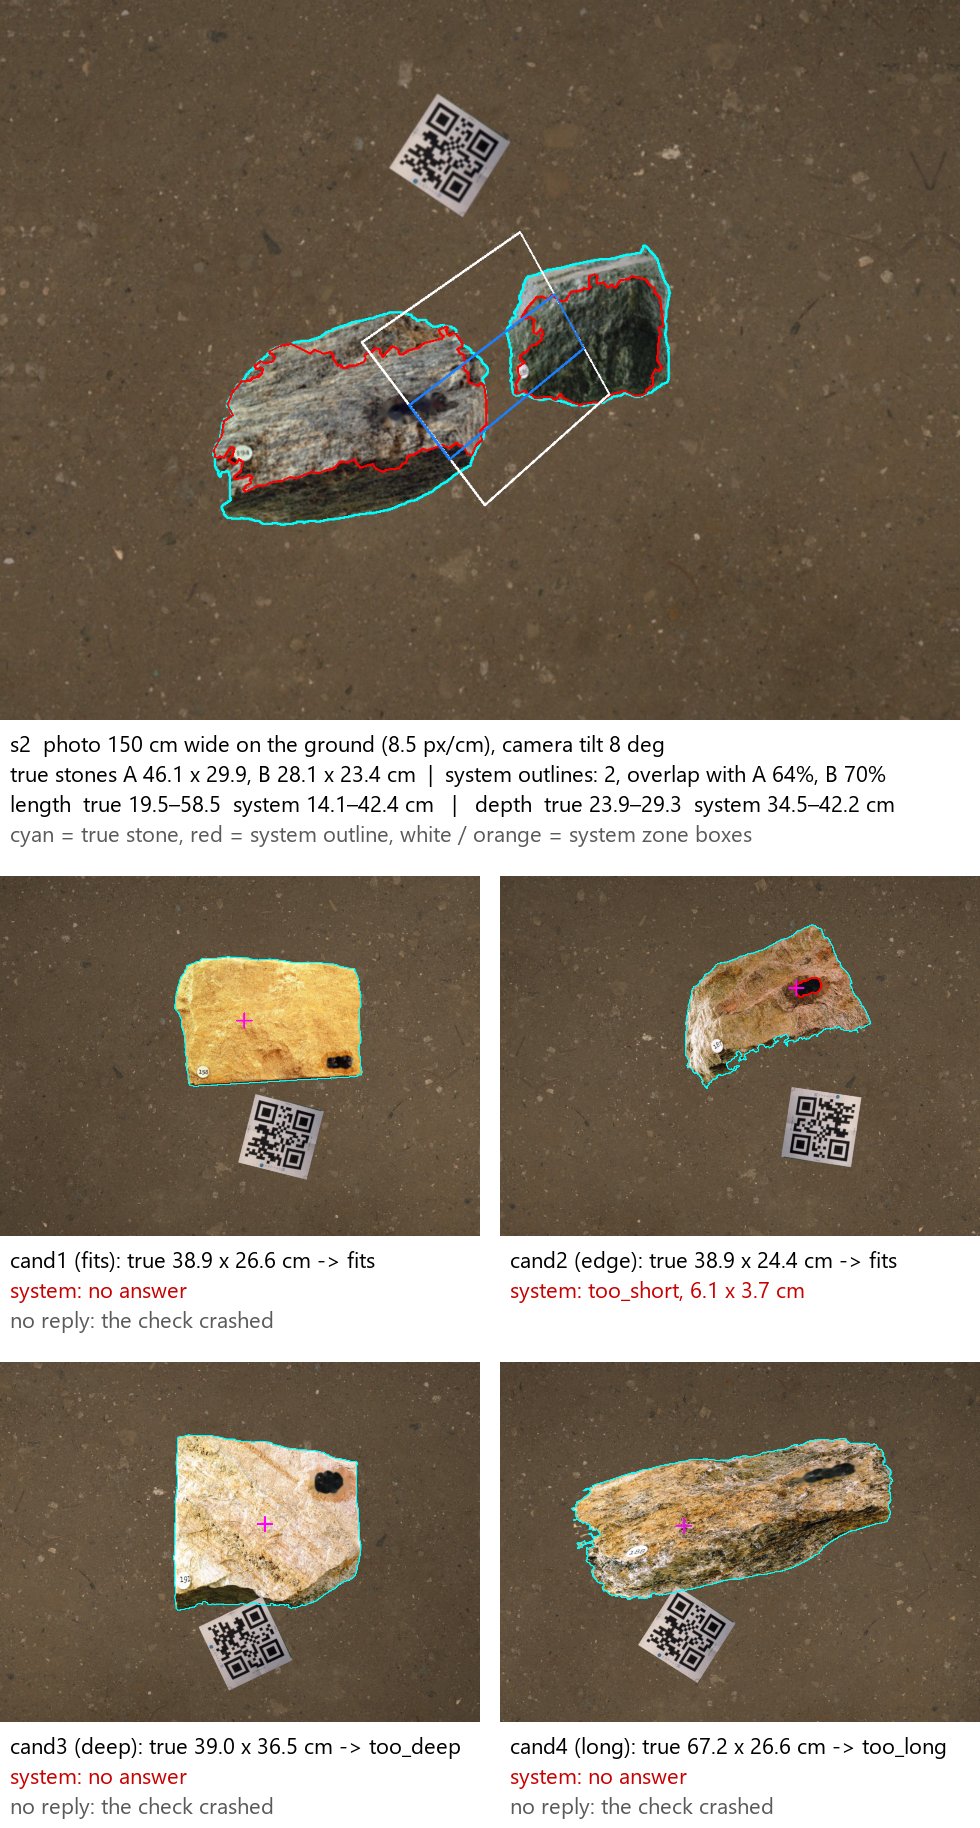 s2  photo 150 cm wide on the ground (8.5 px/cm), camera tilt 8 deg
true stones A 46.1 x 29.9, B 28.1 x 23.4 cm  |  system outlines: 2, overlap with A 64%, B 70%
length  true 19.5–58.5  system 14.1–42.4 cm  |  depth  true 23.9–29.3  system 34.5–42.2 cm
cyan = true stone, red = system outline, white / orange = system zone boxes
158
cand1 (fits): true 38.9 x 26.6 cm -> fits
system: no answer
no reply: the check crashed
cand2 (edge): true 38.9 x 24.4 cm -> fits
system: too_short, 6.1 x 3.7 cm
cand3 (deep): true 39.0 x 36.5 cm -> too_deep
system: no answer
no reply: the check crashed
188
cand4 (long): true 67.2 x 26.6 cm -> too_long
system: no answer
no reply: the check crashed